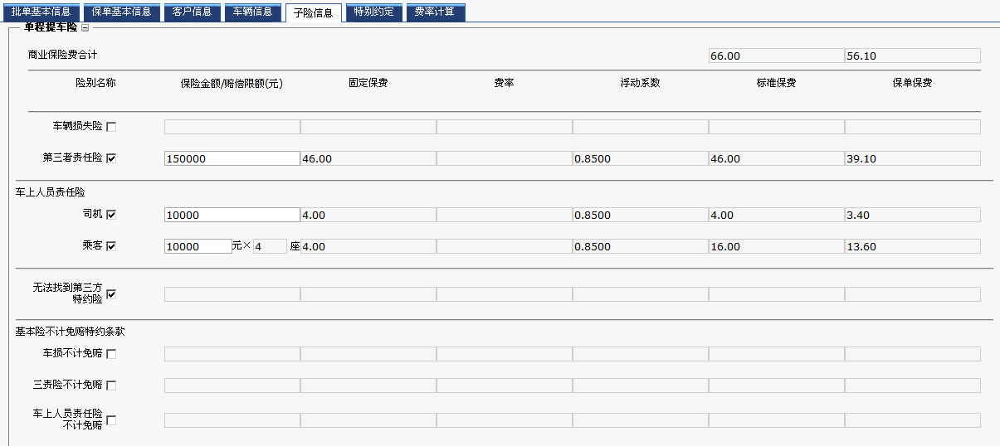 批单基本信息 保单基本信息 客户信息 车辆信息 子险信息 特别约定 费率计算
单程提车险
商业保险费合计 66.00 56.10
险别名称 保险金额/赔偿限额(元) 固定保费 费率 浮动系数 标准保费 保单保费
车辆损失险
第三者责任险 150000 46.00 0.8500 46.00 39.10
车上人员责任险
司机 10000 4.00 0.8500 4.00 3.40
乘客 10000 元× 4 座 4.00 0.8500 16.00 13.60
无法找到第三方
特约险
基本险不计免赔特约条款
车损不计免赔
三责险不计免赔
车上人员责任险
不计免赔